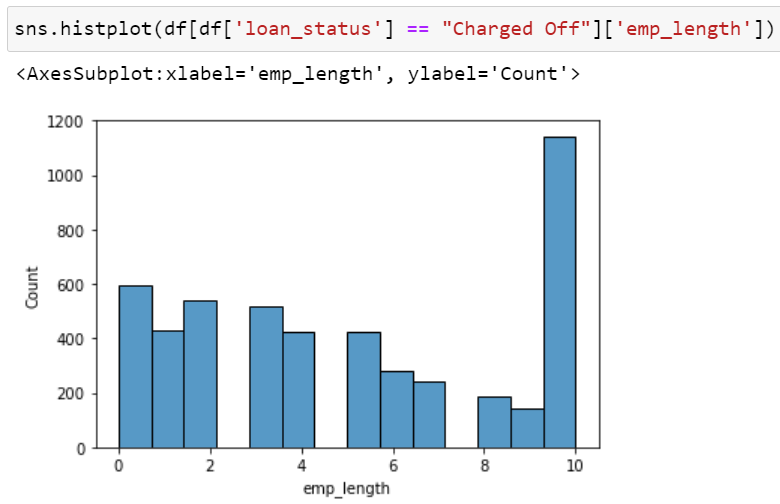 sns.histplot(df[df['loan_status'] == "Charged Off"]['emp_length'])
<AxesSubplot:xlabel='emp_length', ylabel='Count'>
1200
1000
800
600
400
200
0
Count
0 2 4 6 8 10
emp_length